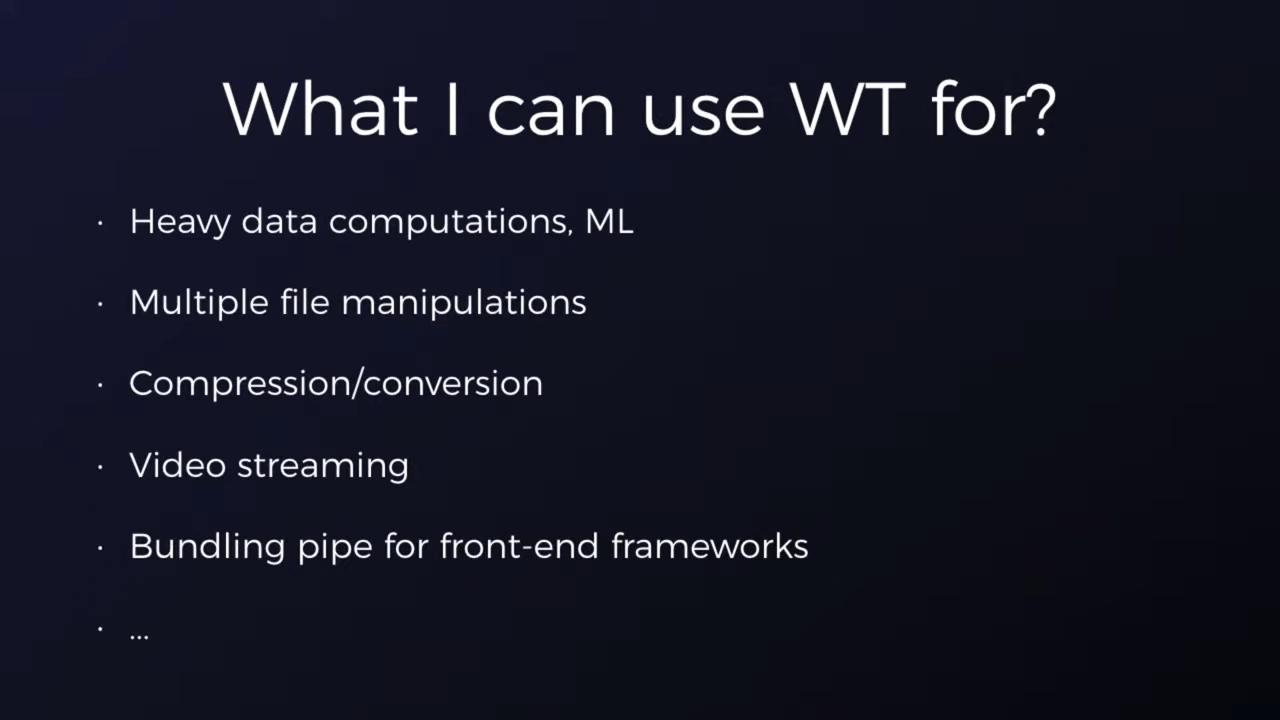 What I can use WT for?
· Heavy data computations, ML
· Multiple file manipulations
· Compression/conversion
· Video streaming
· Bundling pipe for front-end frameworks
· ...